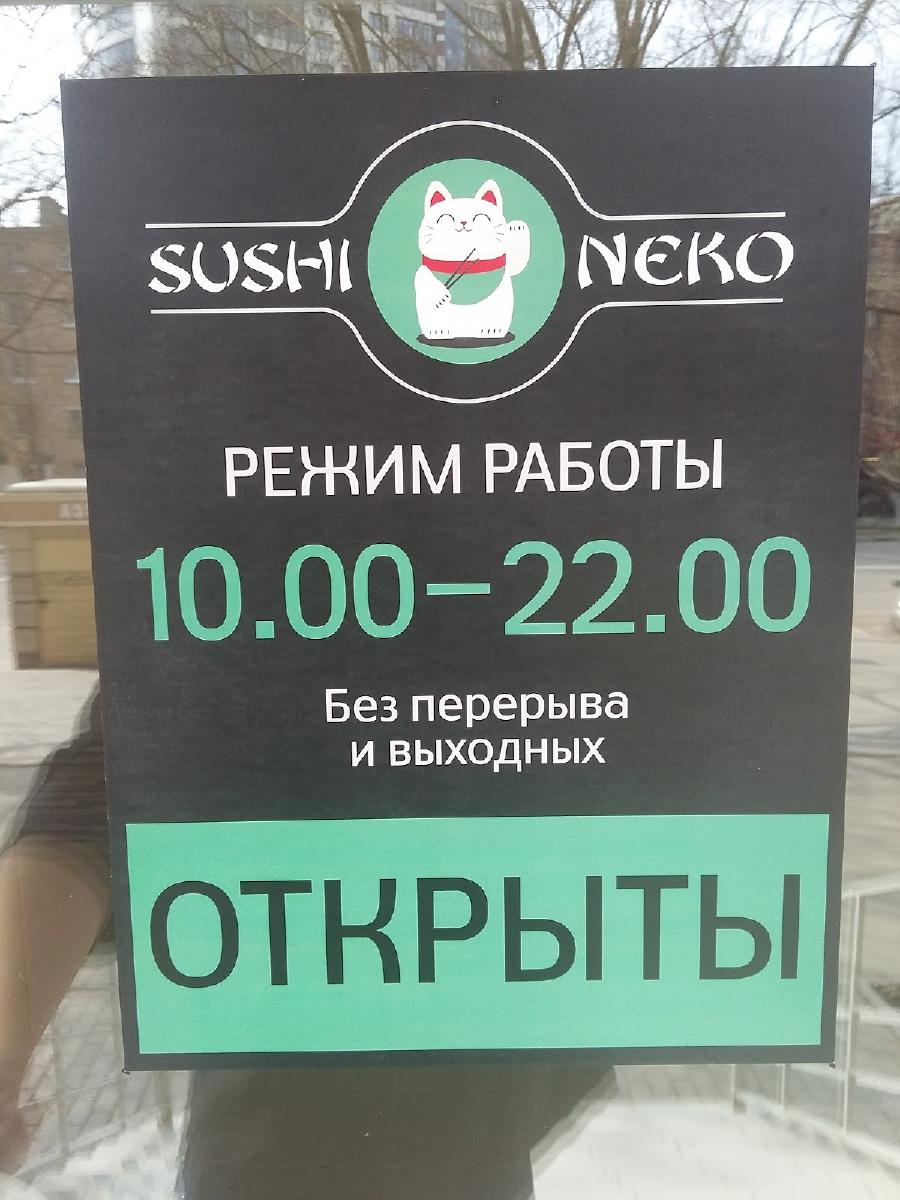 SUSHI NEKO
РЕЖИМ РАБОТЫ
10.00–22.00
Без перерыва
и выходных
ОТКРЫТЫ